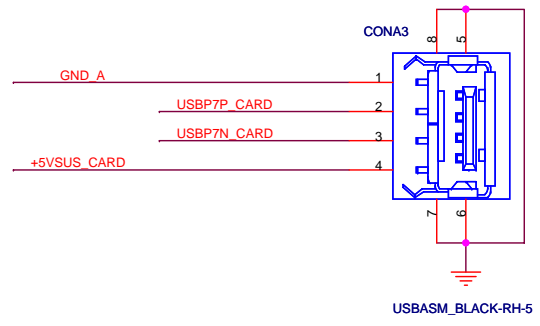 CONA3
8
5
GND_A
1
USBP7P_CARD
2
USBP7N_CARD
3
+5VSUS_CARD
4
7
6
USBASM_BLACK-RH-5